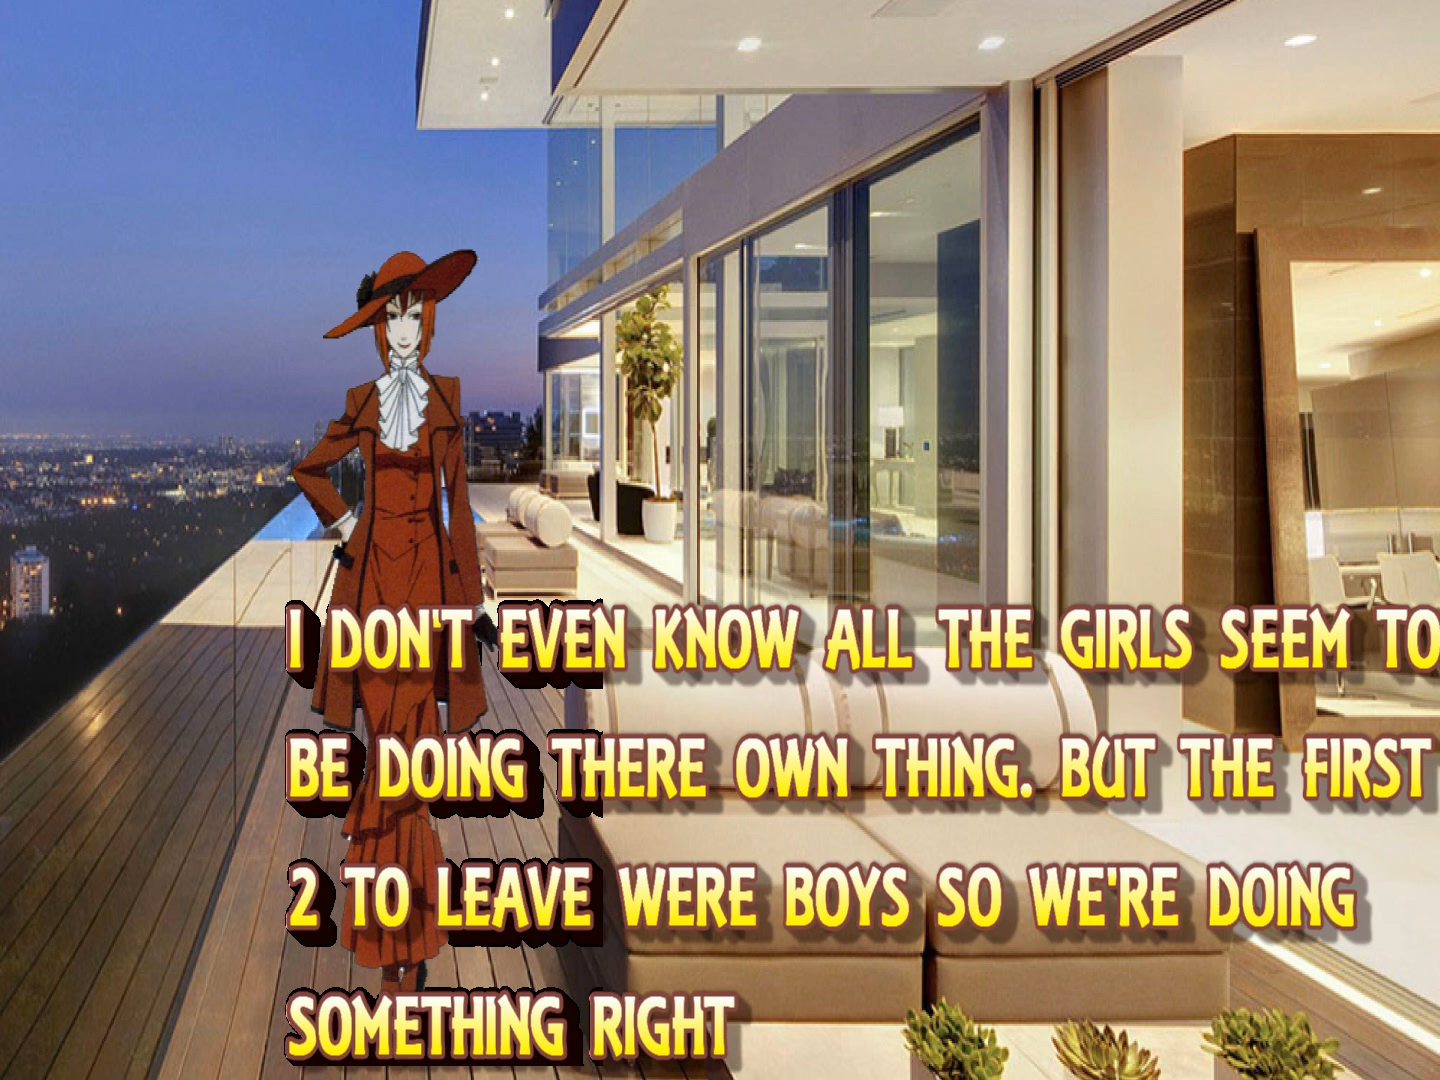 I DON'T EVEN KNOW ALL THE GIRLS SEEM TO
BE DOING THERE OWN THING. BUT THE FIRST
2 TO LEAVE WERE BOYS SO WE'RE DOING
SOMETHING RIGHT